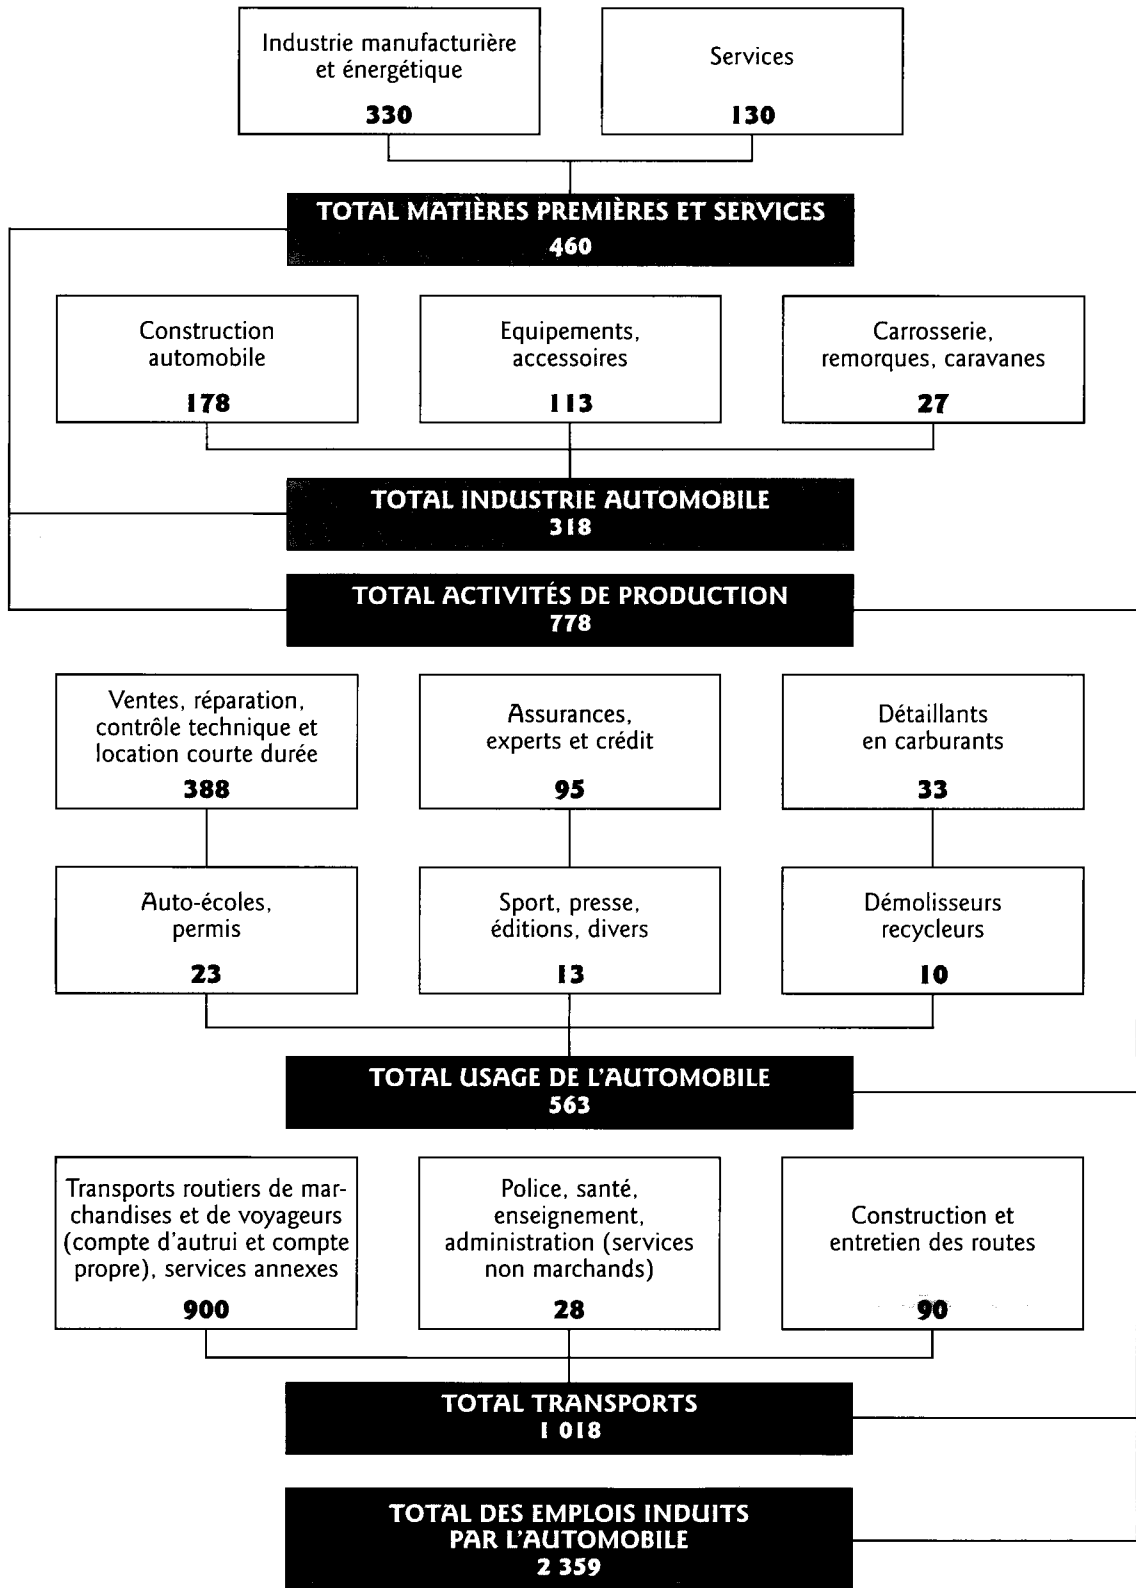 Industrie manufacturière
et énergétique
330
Services
130
TOTAL MATIÈRES PREMIÈRES ET SERVICES
460
Construction
automobile
178
Equipements,
accessoires
113
Carrosserie,
remorques, caravanes
27
TOTAL INDUSTRIE AUTOMOBILE
318
TOTAL ACTIVITÉS DE PRODUCTION
778
Ventes, réparation,
contrôle technique et
location courte durée
388
Assurances,
experts et crédit
95
Détaillants
en carburants
33
Auto-écoles,
permis
23
Sport, presse,
éditions, divers
13
Démolisseurs
recycleurs
10
TOTAL USAGE DE L'AUTOMOBILE
563
Transports routiers de mar-
chandises et de voyageurs
(compte d'autrui et compte
propre), services annexes
900
Police, santé,
enseignement,
administration (services
non marchands)
28
Construction et
entretien des routes
90
TOTAL TRANSPORTS
1 018
TOTAL DES EMPLOIS INDUITS
PAR L'AUTOMOBILE
2 359